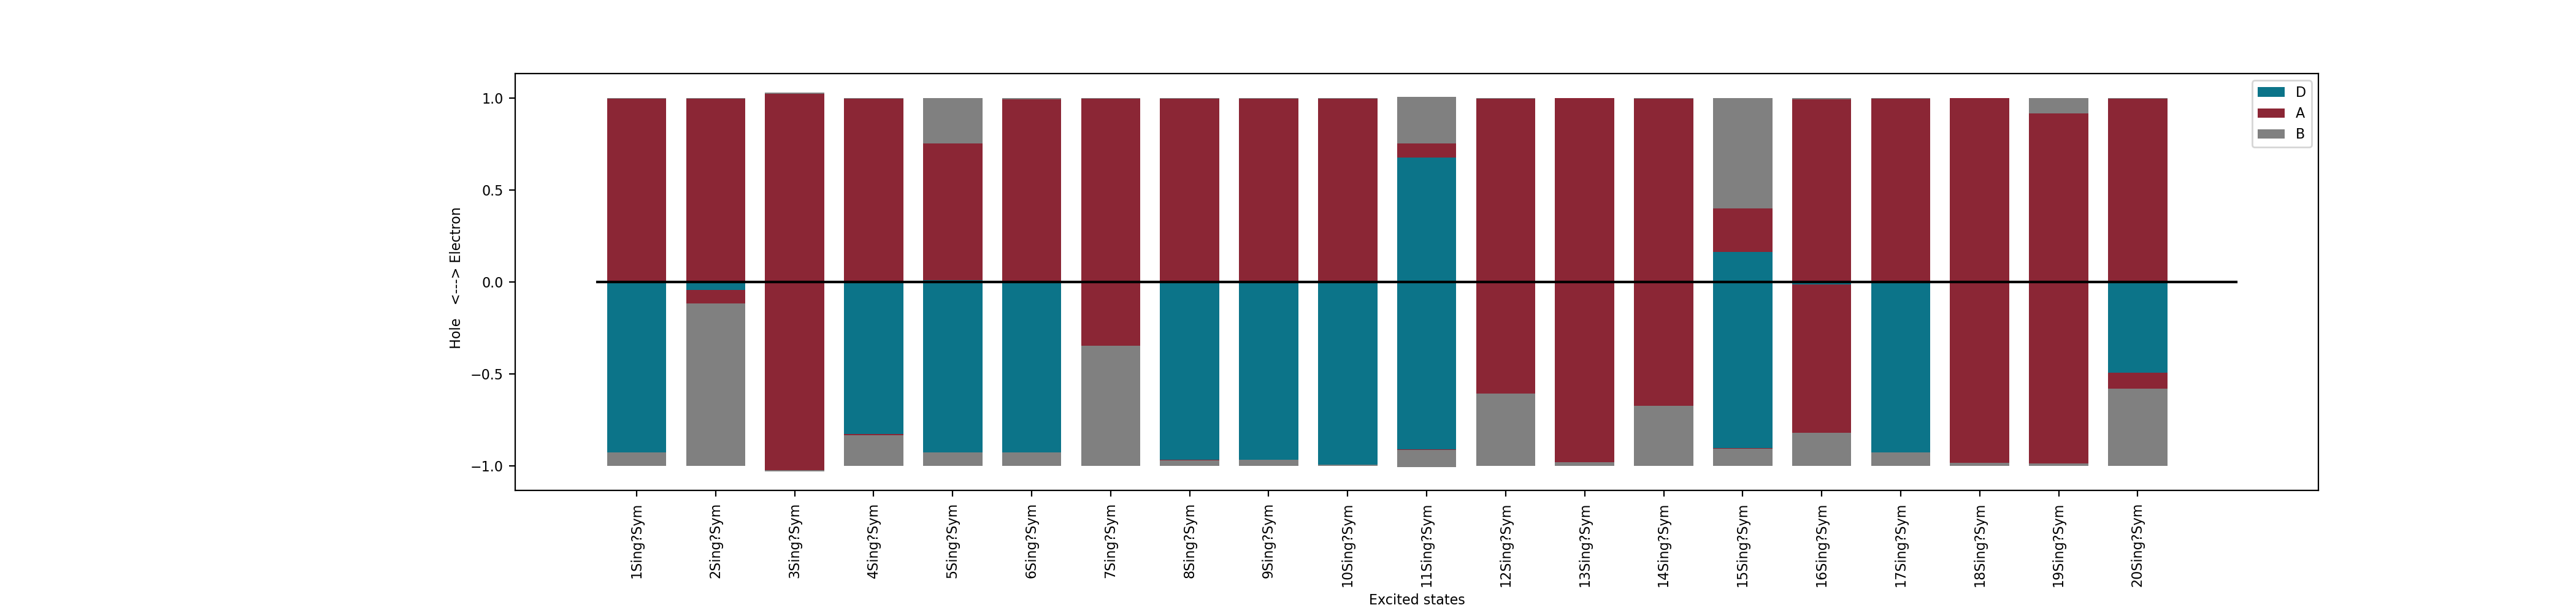 D
A
B
1.0
0.5
0.0
−0.5
−1.0
Hole <---> Electron
1Sing?Sym
2Sing?Sym
3Sing?Sym
4Sing?Sym
5Sing?Sym
6Sing?Sym
7Sing?Sym
8Sing?Sym
9Sing?Sym
10Sing?Sym
11Sing?Sym
12Sing?Sym
13Sing?Sym
14Sing?Sym
15Sing?Sym
16Sing?Sym
17Sing?Sym
18Sing?Sym
19Sing?Sym
20Sing?Sym
Excited states